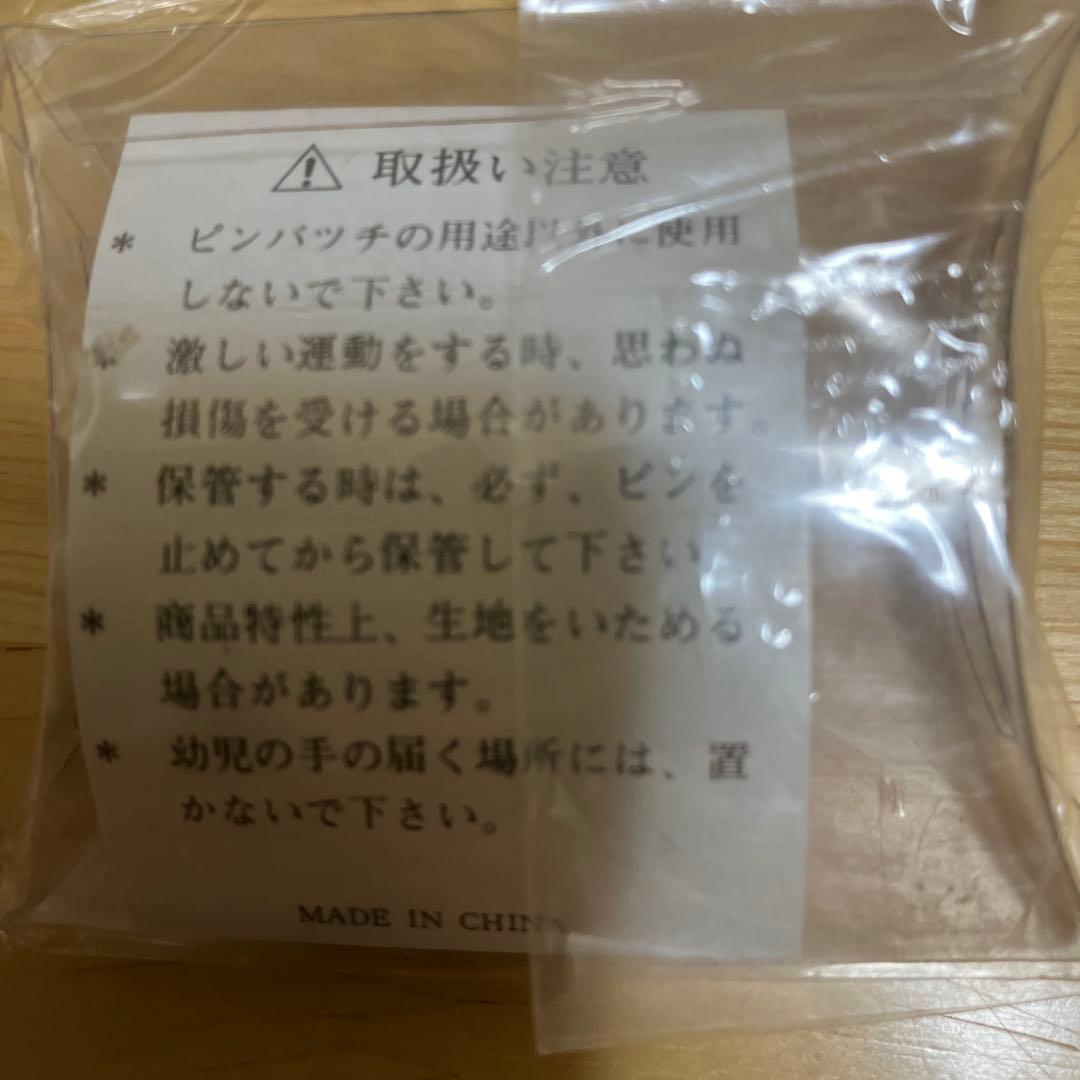 ⚠ 取扱い注意
* ピンバッチの用途以外に使用
しないで下さい。
* 激しい運動をする時、思わぬ
損傷を受ける場合があります。
* 保管する時は、必ず、ピンを
止めてから保管して下さい
* 商品特性上、生地をいためる
場合があります。
* 幼児の手の届く場所には、置
かないで下さい。
MADE IN CHINA